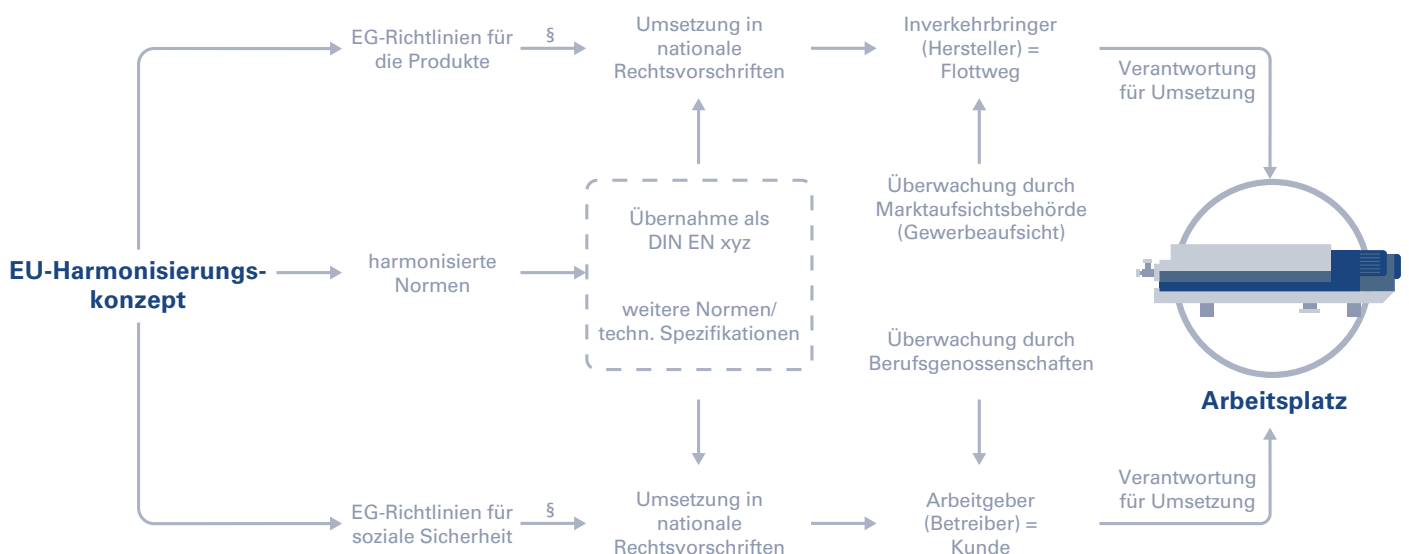 EG-Richtlinien für
die Produkte
§
Umsetzung in
nationale
Rechtsvorschriften
Inverkehrbringer
(Hersteller) =
Flottweg
Verantwortung
für Umsetzung
EU-Harmonisierungs-
konzept
harmonisierte
Normen
Übernahme als
DIN EN xyz
weitere Normen/
techn. Spezifikationen
Überwachung durch
Marktaufsichtsbehörde
(Gewerbeaufsicht)
Überwachung durch
Berufsgenossenschaften
Arbeitsplatz
EG-Richtlinien für
soziale Sicherheit
§
Umsetzung in
nationale
Rechtsvorschriften
Arbeitgeber
(Betreiber) =
Kunde
Verantwortung
für Umsetzung